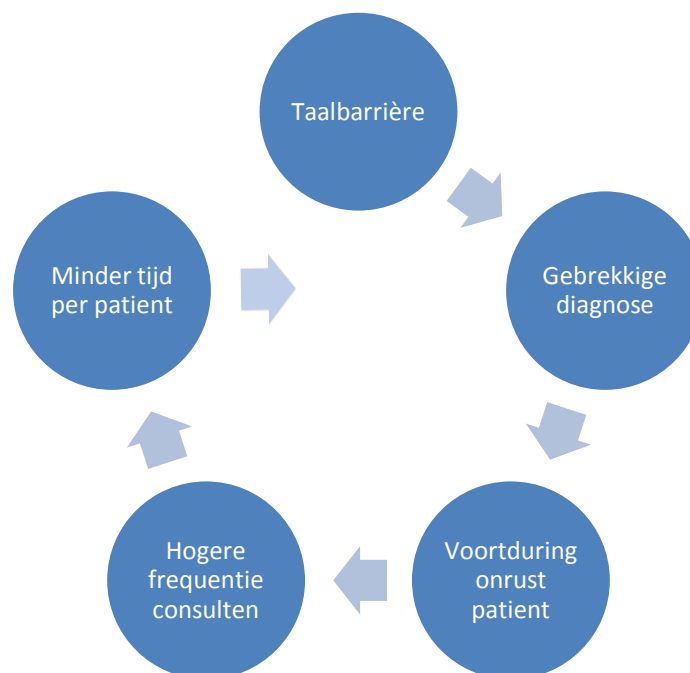 Taalbarrière
Gebrekkige
diagnose
Voortduring
onrust
patient
Hogere
frequentie
consulten
Minder tijd
per patient